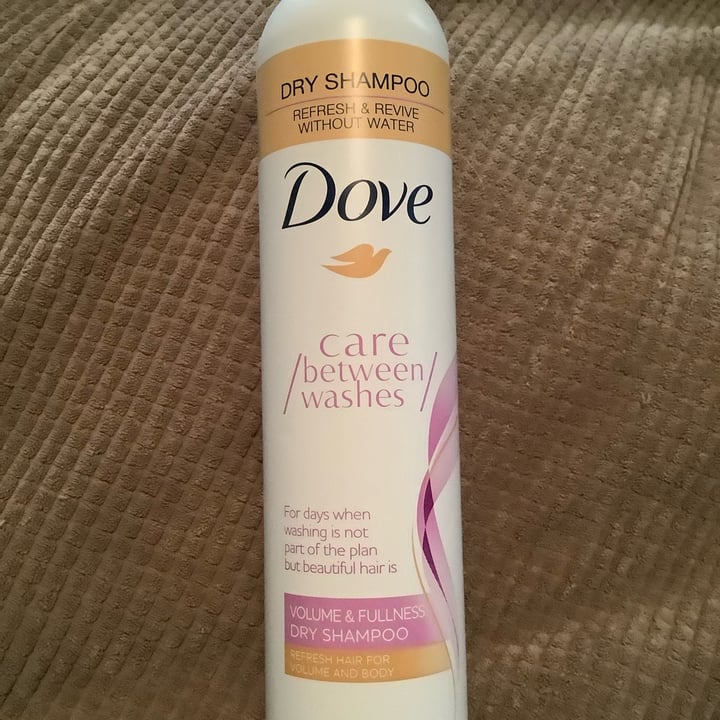 DRY SHAMPOO
REFRESH & REVIVE
WITHOUT WATER
Dove
care
/between/
washes
For days when
washing is not
part of the plan
but beautiful hair is
VOLUME & FULLNESS
DRY SHAMPOO
REFRESH HAIR FOR
VOLUME AND BODY